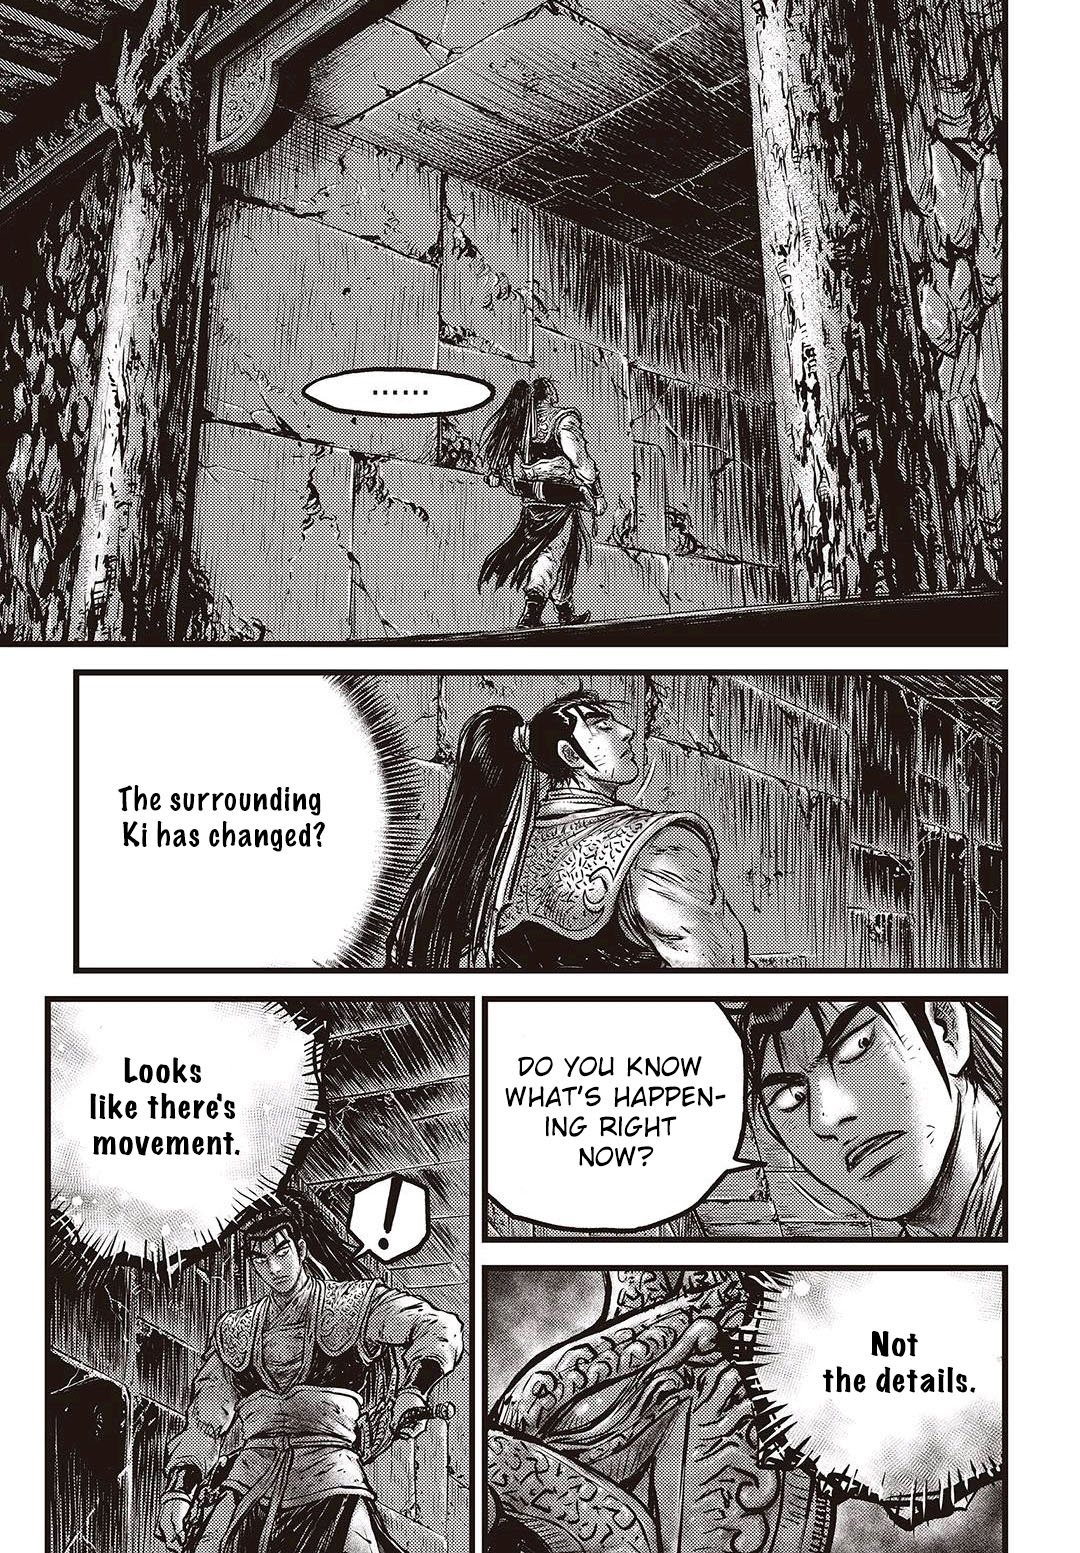 ......
The surrounding
Ki has changed?
DO YOU KNOW
WHAT'S HAPPEN-
ING RIGHT
NOW?
Not
the details.
Looks
like there's
movement.
!